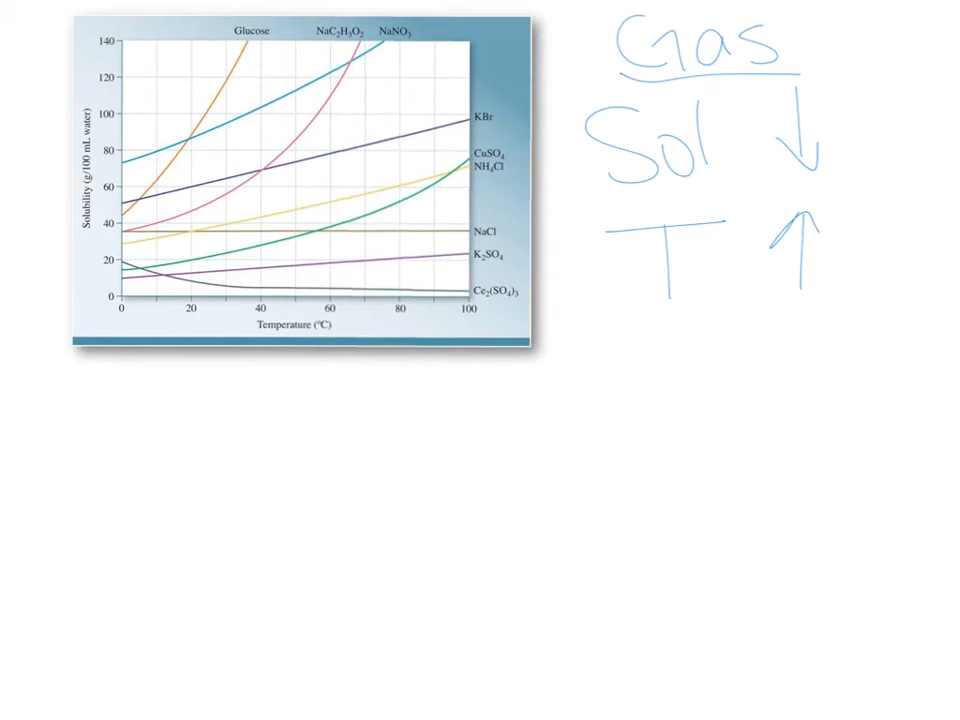 Glucose NaC₂H₃O₂ NaNO₃
140
120
100
80
60
40
20
0
Solubility (g/100 mL water)
KBr
CuSO₄
NH₄Cl
NaCl
K₂SO₄
Ce₂(SO₄)₃
0 20 40 60 80 100
Temperature (°C)
Gas
Sol ↓
T ↑